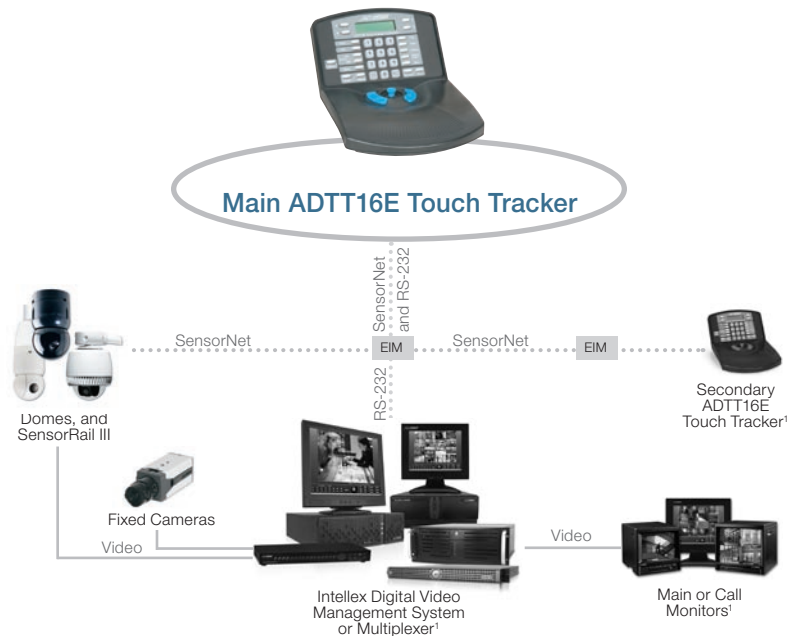 Main ADTT16E Touch Tracker
SensorNet
and RS-232
SensorNet
EIM
SensorNet
EIM
RS-232
Domes, and
SensorRail III
Secondary
ADTT16E
Touch Tracker¹
Fixed Cameras
Video
Video
Intellex Digital Video
Management System
or Multiplexer¹
Main or Call
Monitors¹